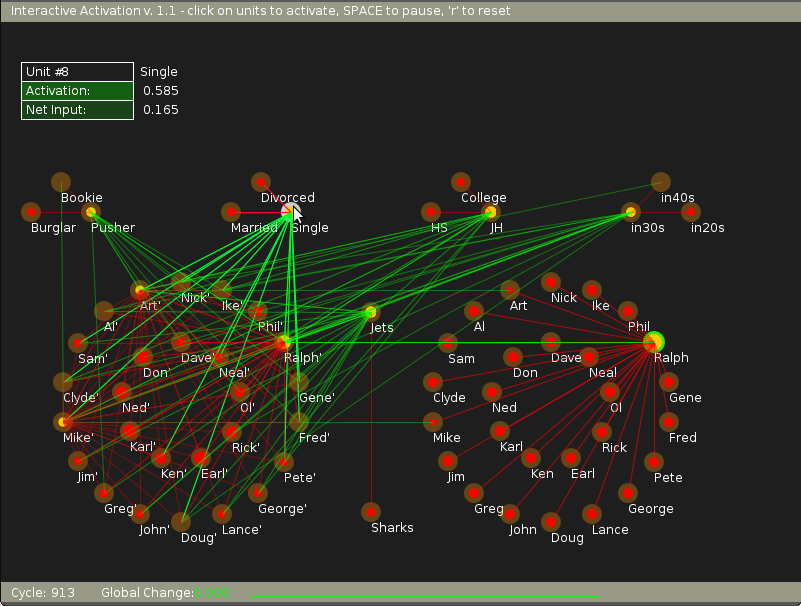 Interactive Activation v. 1.1 - click on units to activate, SPACE to pause, 'r' to reset
Unit #8 Single
Activation: 0.585
Net Input: 0.165
Bookie Divorced College in40s
Burglar Pusher Married Single HS JH in30s in20s
Art' Nick' Ike' Art Nick Ike
Al' Phil' Jets Al Phil
Sam' Dave' Ralph' Sam Dave Ralph
Don' Neal' Don Neal
Clyde' Gene' Clyde Gene
Ned' Ol' Ned Ol
Mike' Fred' Mike Fred
Karl' Rick' Karl Rick
Jim' Ken' Earl' Pete' Jim Ken Earl Pete
Greg' George' Greg George
John' Lance' Sharks John Lance
Doug' Doug
Cycle: 913 Global Change:0.000